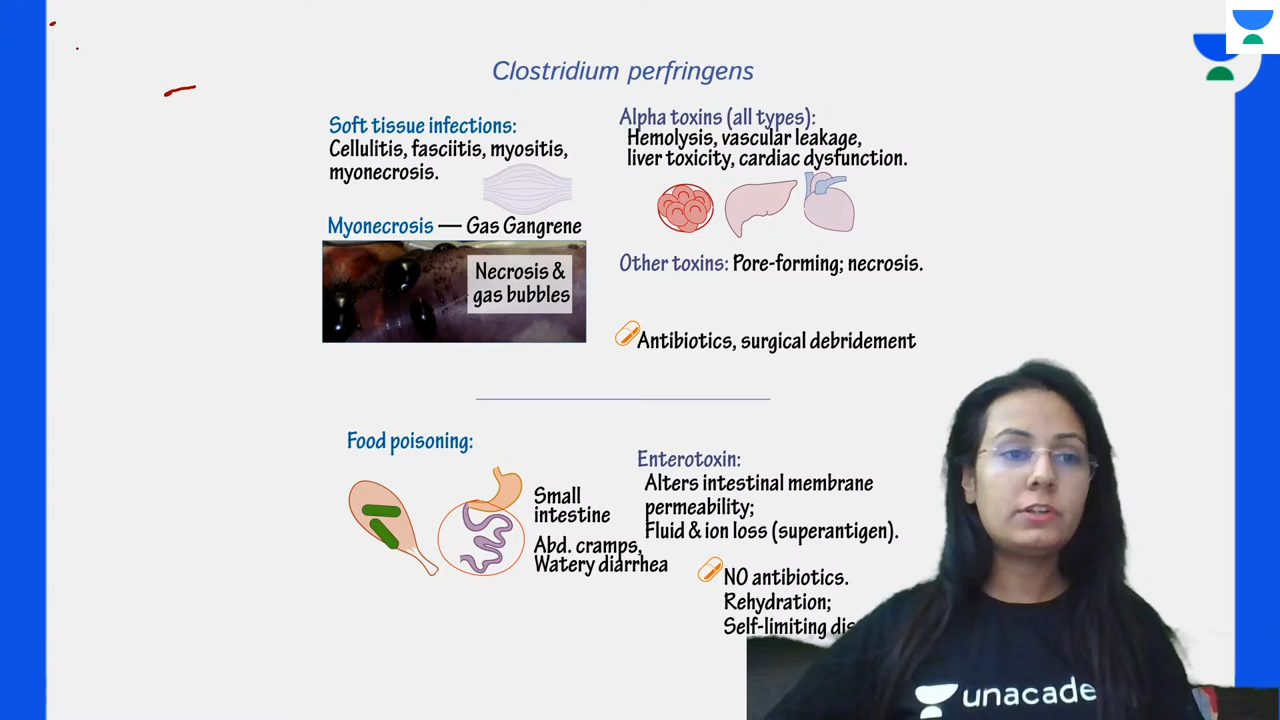 Clostridium perfringens
Soft tissue infections:
Cellulitis, fasciitis, myositis,
myonecrosis.
Myonecrosis — Gas Gangrene
Necrosis &
gas bubbles
Alpha toxins (all types):
Hemolysis, vascular leakage,
liver toxicity, cardiac dysfunction.
Other toxins: Pore-forming; necrosis.
Antibiotics, surgical debridement
Food poisoning:
Small
intestine
Abd. cramps,
Watery diarrhea
Enterotoxin:
Alters intestinal membrane
permeability;
Fluid & ion loss (superantigen).
NO antibiotics.
Rehydration;
Self-limiting
unacade